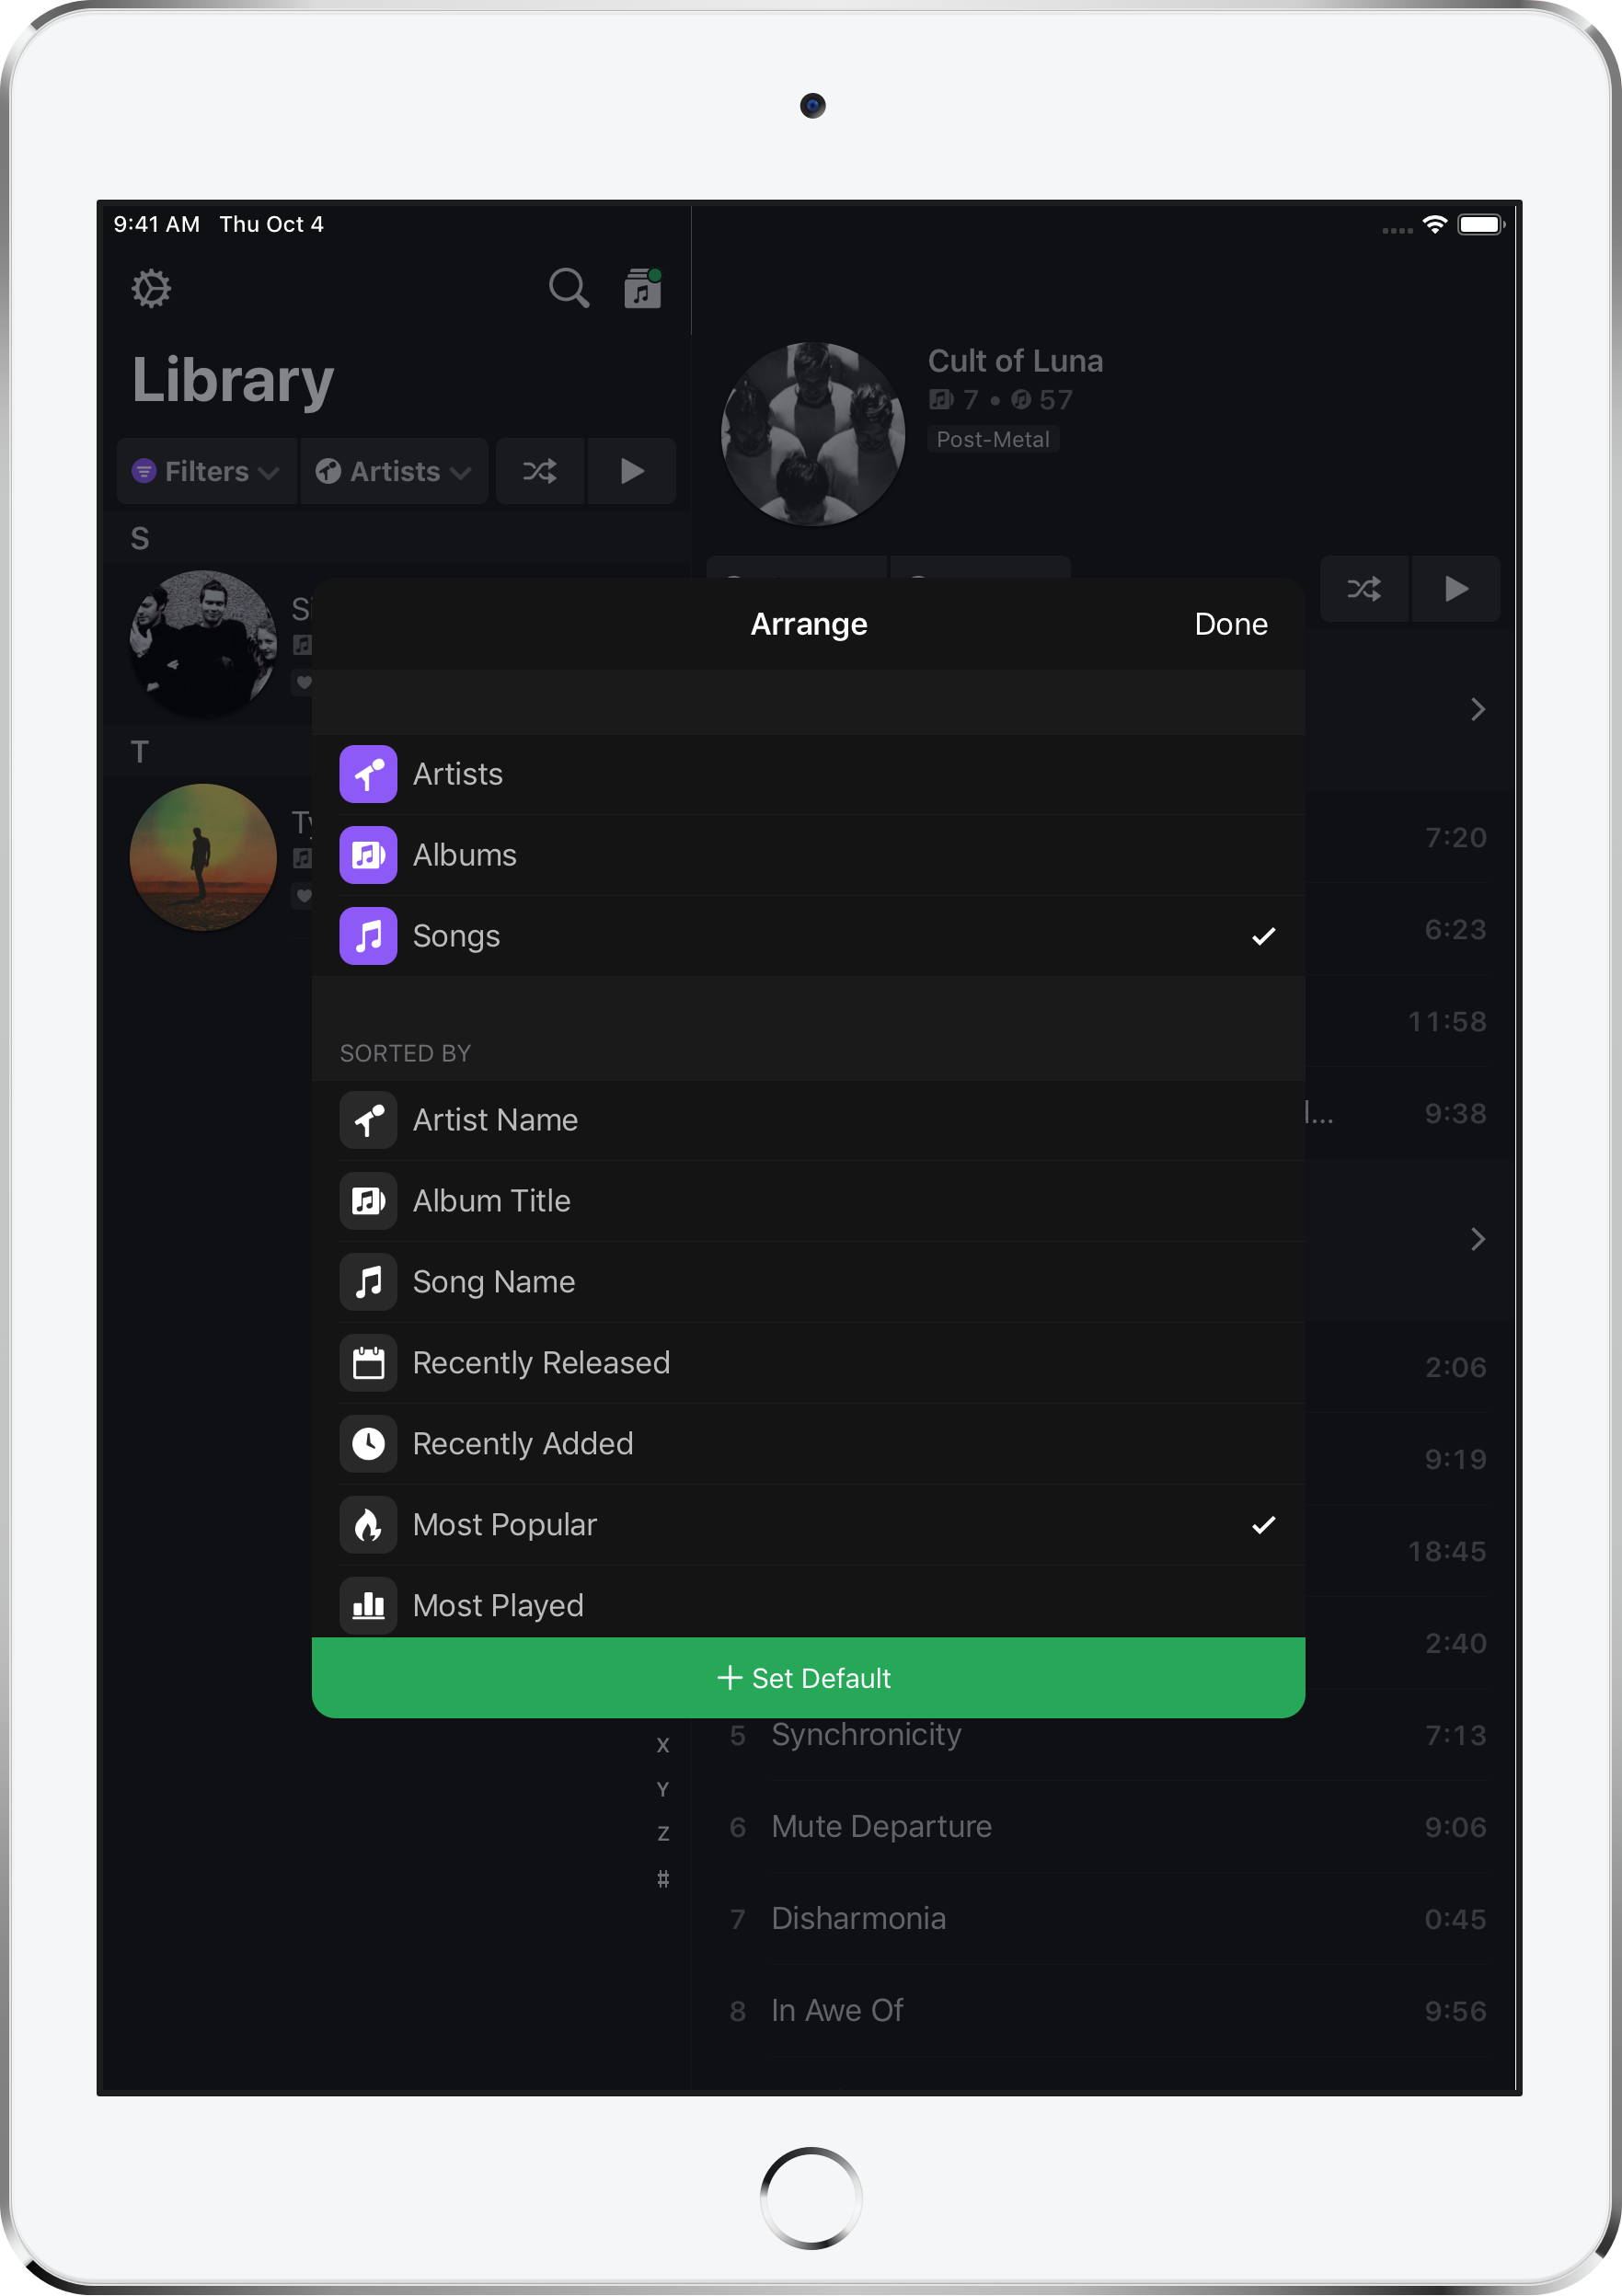 9:41 AM Thu Oct 4
Library
Filters Artists
S
T
Cult of Luna
7 • 57
Post-Metal
Arrange Done
Artists
Albums
Songs
SORTED BY
Artist Name
Album Title
Song Name
Recently Released
Recently Added
Most Popular
Most Played
+ Set Default
7:20
6:23
11:58
9:38
2:06
9:19
18:45
2:40
5 Synchronicity 7:13
6 Mute Departure 9:06
7 Disharmonia 0:45
8 In Awe Of 9:56
X
Y
Z
#